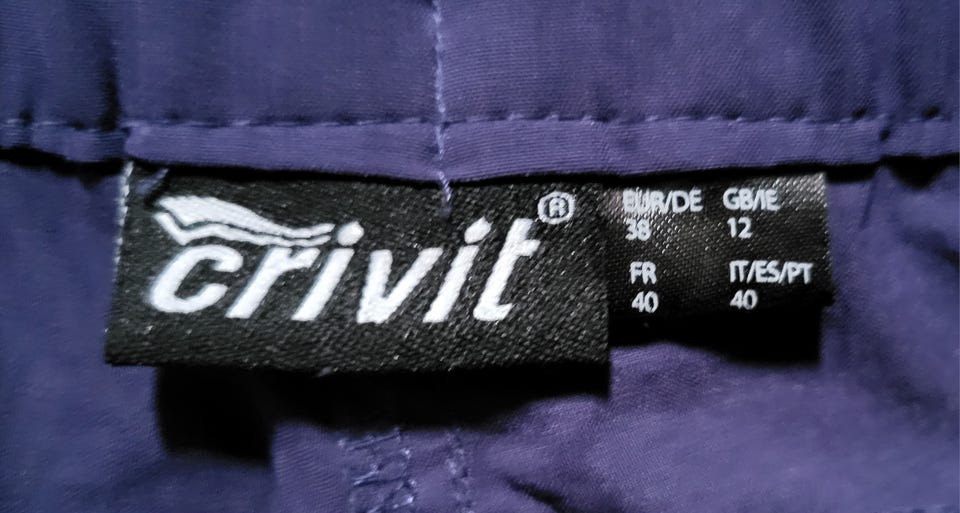 crivit ®
EUR/DE GB/IE
38 12
FR IT/ES/PT
40 40